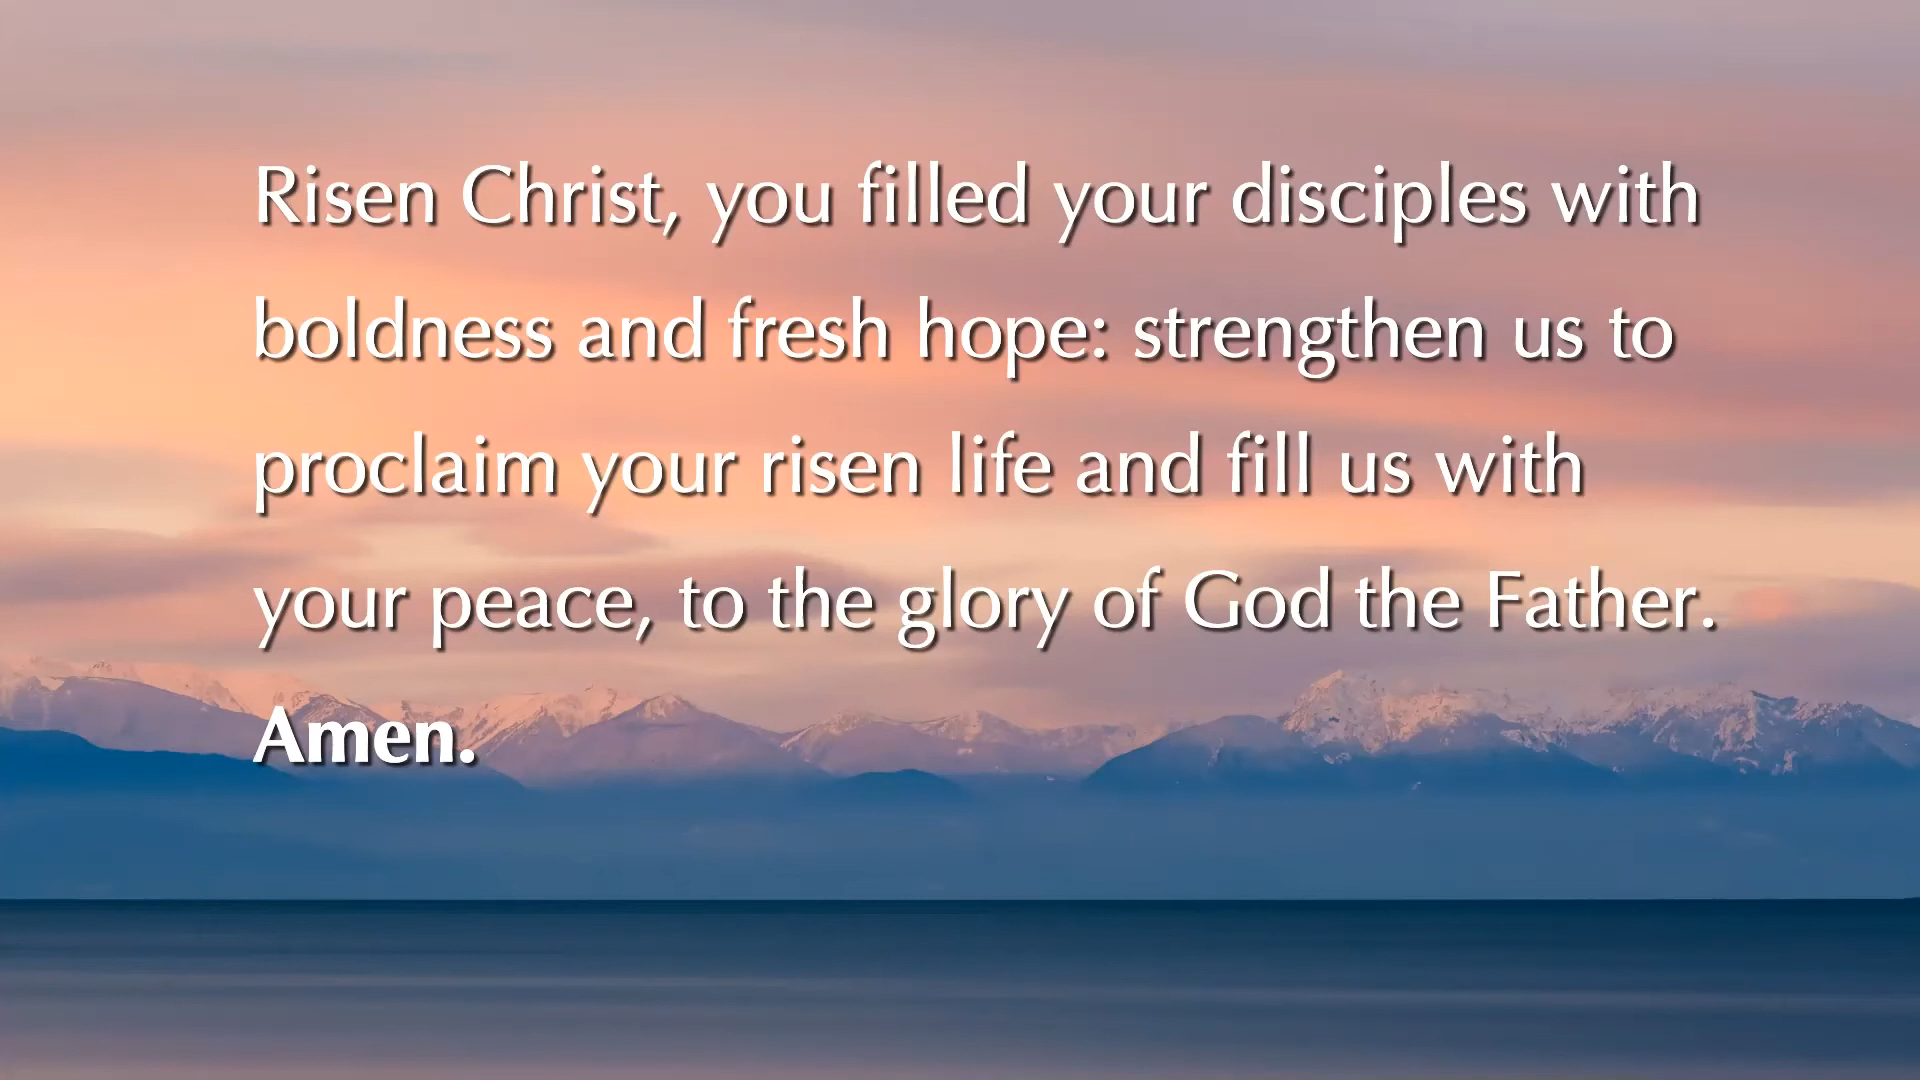 Risen Christ, you filled your disciples with
boldness and fresh hope: strengthen us to
proclaim your risen life and fill us with
your peace, to the glory of God the Father.
Amen.